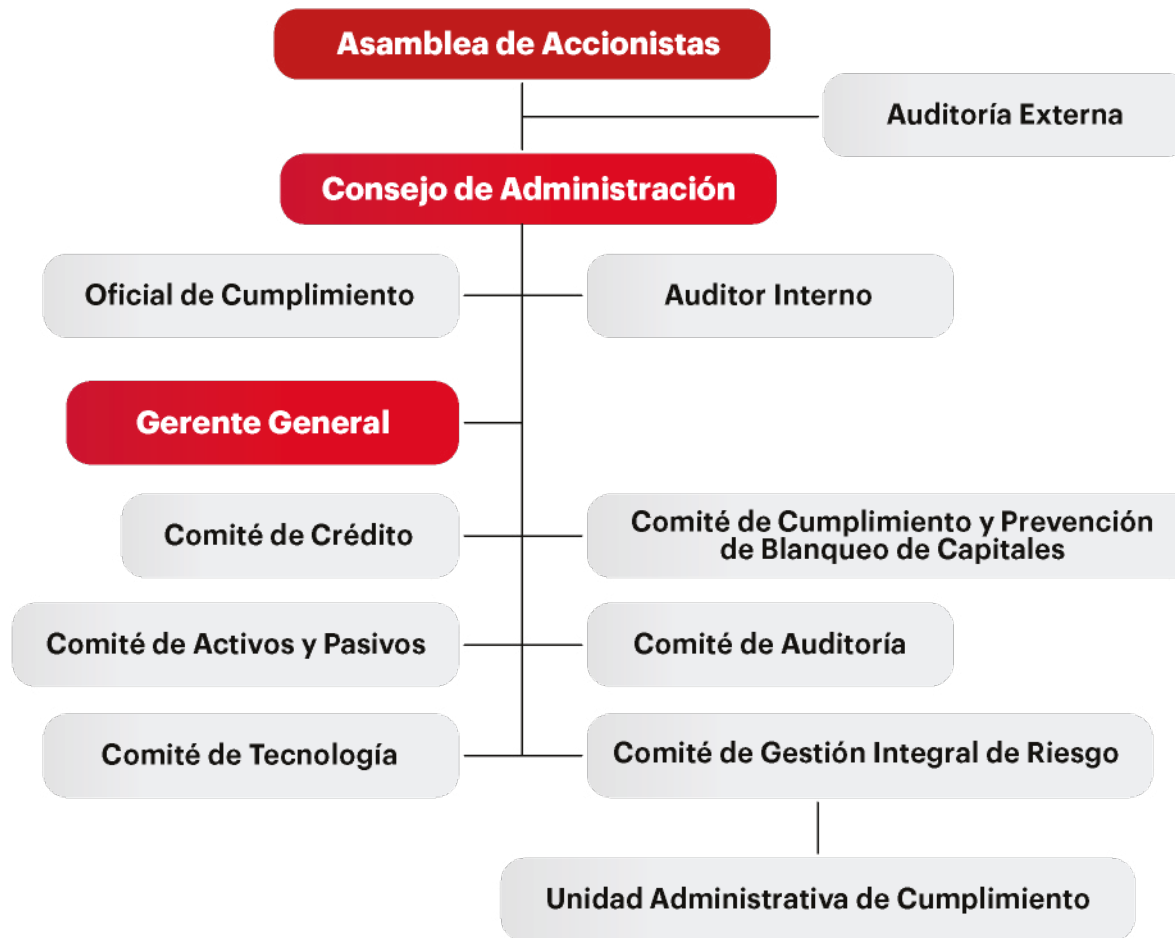 Asamblea de Accionistas
Auditoría Externa
Consejo de Administración
Oficial de Cumplimiento
Auditor Interno
Gerente General
Comité de Crédito
Comité de Cumplimiento y Prevención
de Blanqueo de Capitales
Comité de Activos y Pasivos
Comité de Auditoría
Comité de Tecnología
Comité de Gestión Integral de Riesgo
Unidad Administrativa de Cumplimiento